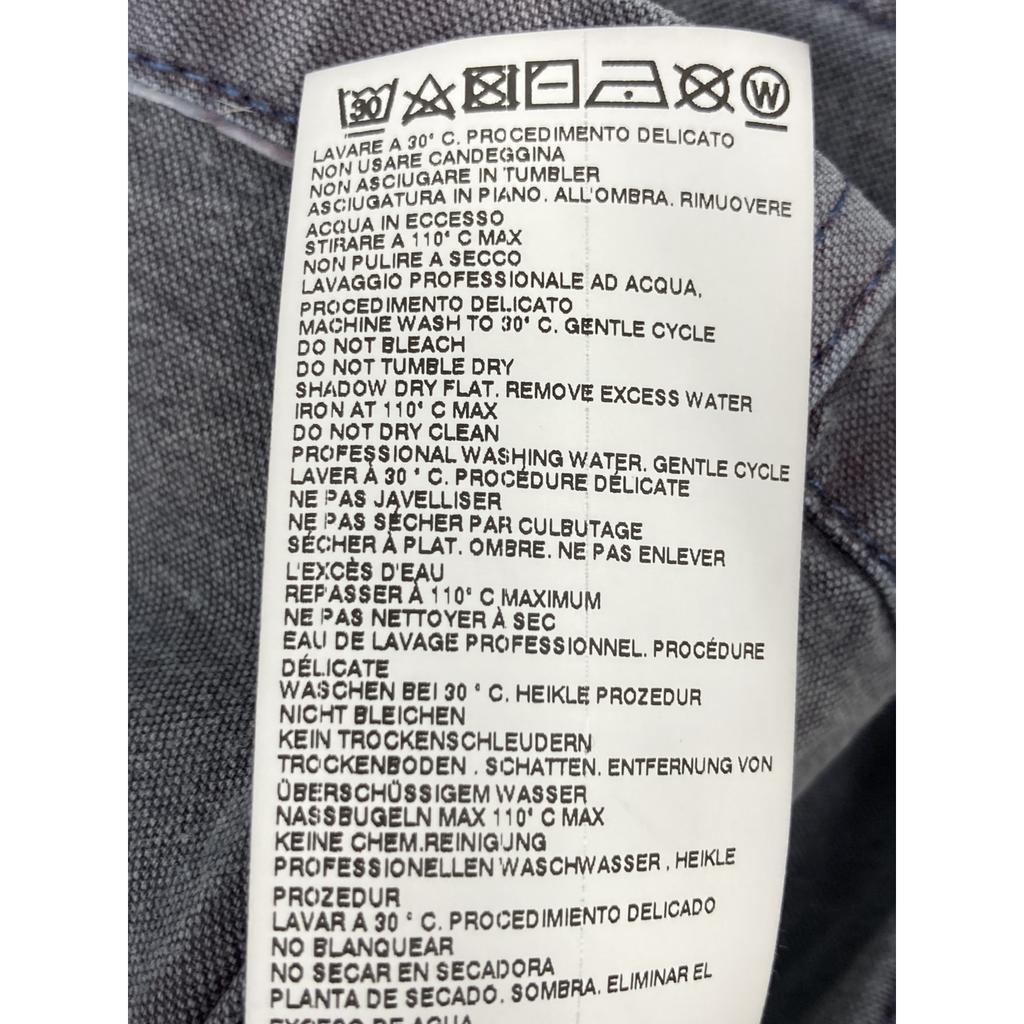 30 W
LAVARE A 30° C. PROCEDIMENTO DELICATO
NON USARE CANDEGGINA
NON ASCIUGARE IN TUMBLER
ASCIUGATURA IN PIANO. ALL'OMBRA. RIMUOVERE
ACQUA IN ECCESSO
STIRARE A 110° C MAX
NON PULIRE A SECCO
LAVAGGIO PROFESSIONALE AD ACQUA,
PROCEDIMENTO DELICATO
MACHINE WASH TO 30° C. GENTLE CYCLE
DO NOT BLEACH
DO NOT TUMBLE DRY
SHADOW DRY FLAT. REMOVE EXCESS WATER
IRON AT 110° C MAX
DO NOT DRY CLEAN
PROFESSIONAL WASHING WATER. GENTLE CYCLE
LAVER À 30 ° C. PROCÉDURE DÉLICATE
NE PAS JAVELLISER
NE PAS SÉCHER PAR CULBUTAGE
SÉCHER À PLAT. OMBRE. NE PAS ENLEVER
L'EXCÈS D'EAU
REPASSER À 110° C MAXIMUM
NE PAS NETTOYER À SEC
EAU DE LAVAGE PROFESSIONNEL. PROCÉDURE
DÉLICATE
WASCHEN BEI 30 ° C. HEIKLE PROZEDUR
NICHT BLEICHEN
KEIN TROCKENSCHLEUDERN
TROCKENBODEN . SCHATTEN. ENTFERNUNG VON
ÜBERSCHÜSSIGEM WASSER
NASSBUGELN MAX 110° C MAX
KEINE CHEM.REINIGUNG
PROFESSIONELLEN WASCHWASSER . HEIKLE
PROZEDUR
LAVAR A 30 ° C. PROCEDIMIENTO DELICADO
NO BLANQUEAR
NO SECAR EN SECADORA
PLANTA DE SECADO. SOMBRA. ELIMINAR EL
EXCESO DE AGUA